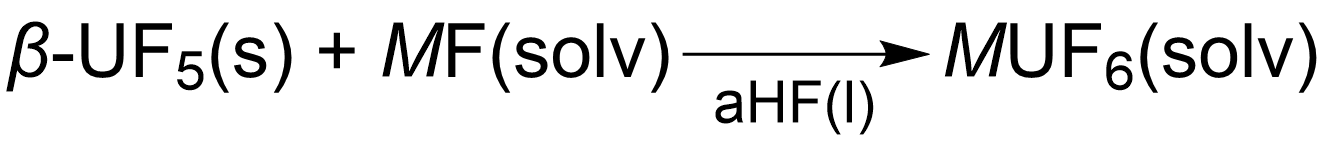 β-UF₅(s) + MF(solv) ⟶ MUF₆(solv)
aHF(l)